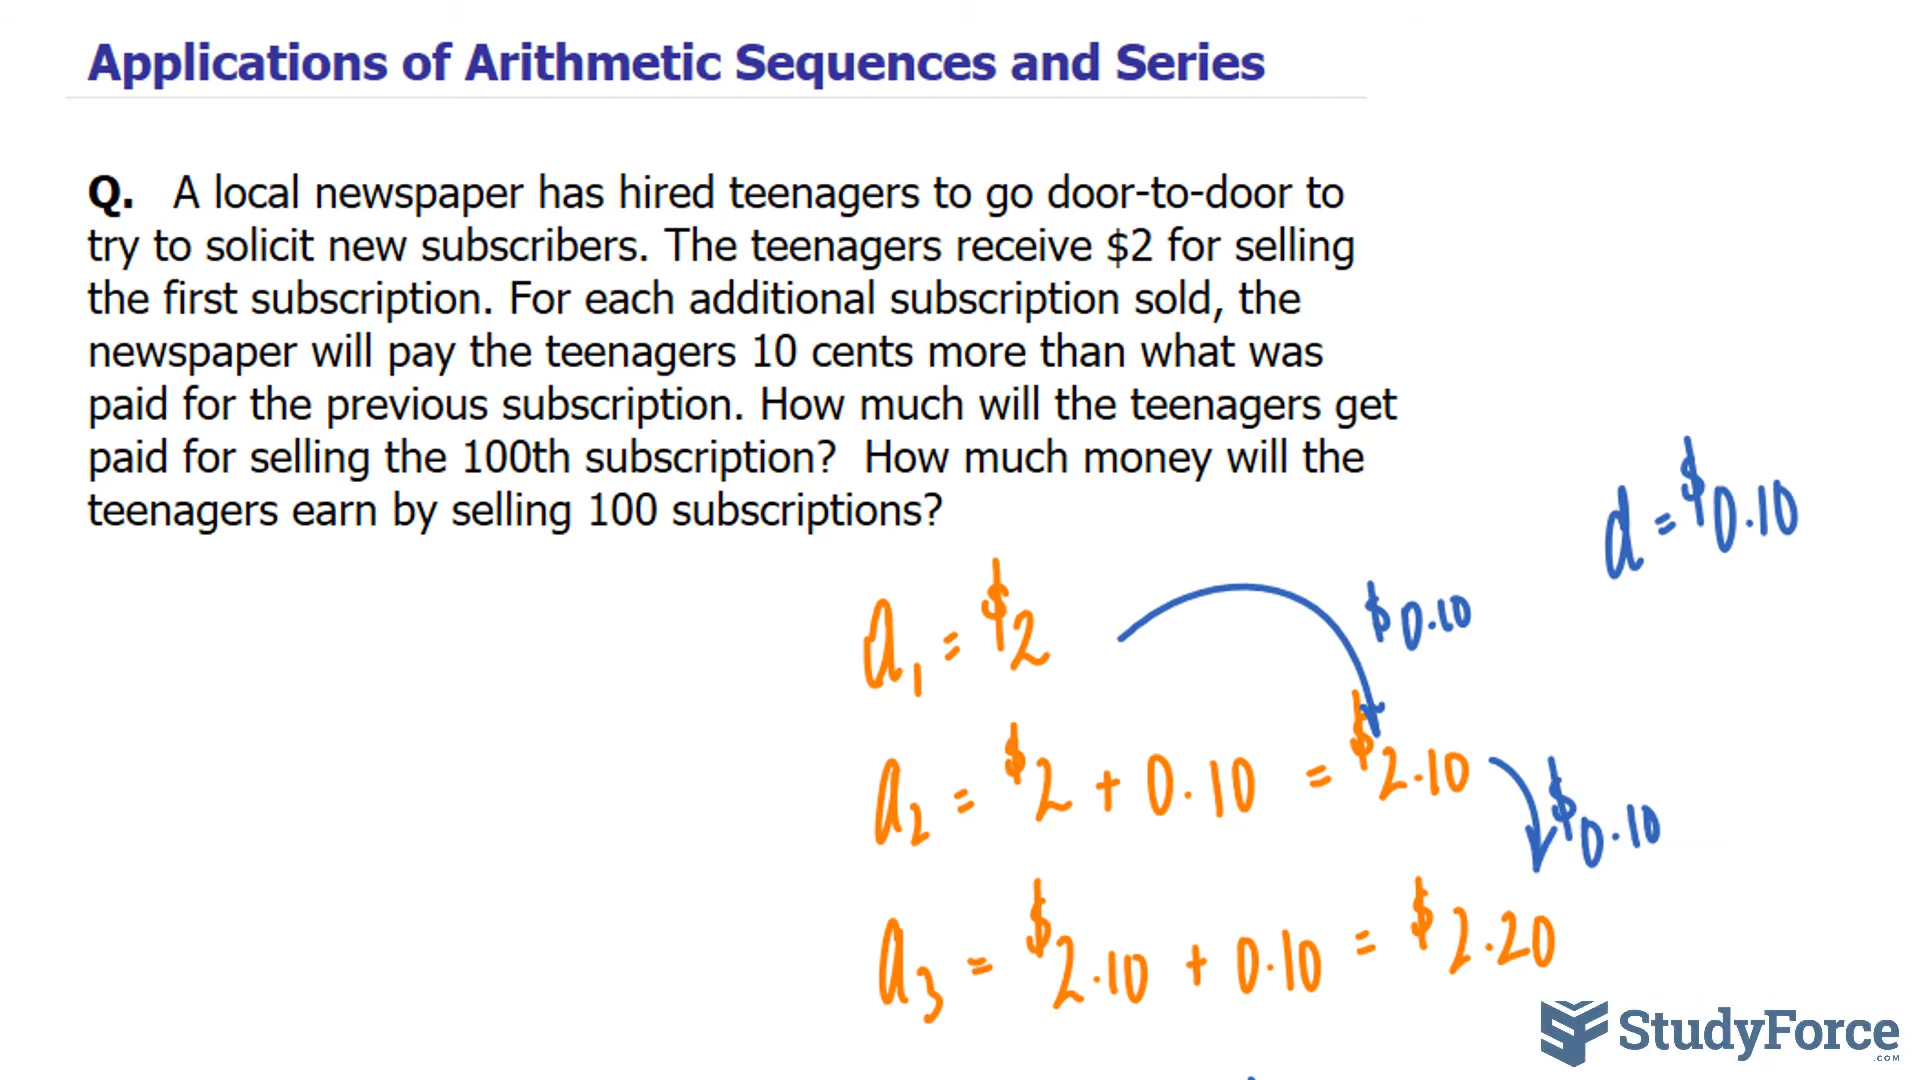 Applications of Arithmetic Sequences and Series
Q. A local newspaper has hired teenagers to go door-to-door to
try to solicit new subscribers. The teenagers receive $2 for selling
the first subscription. For each additional subscription sold, the
newspaper will pay the teenagers 10 cents more than what was
paid for the previous subscription. How much will the teenagers get
paid for selling the 100th subscription? How much money will the
teenagers earn by selling 100 subscriptions?
d = $0.10
a₁ = $2
$0.10
a₂ = $2 + 0.10 = $2.10
$0.10
a₃ = $2.10 + 0.10 = $2.20
StudyForce
.COM